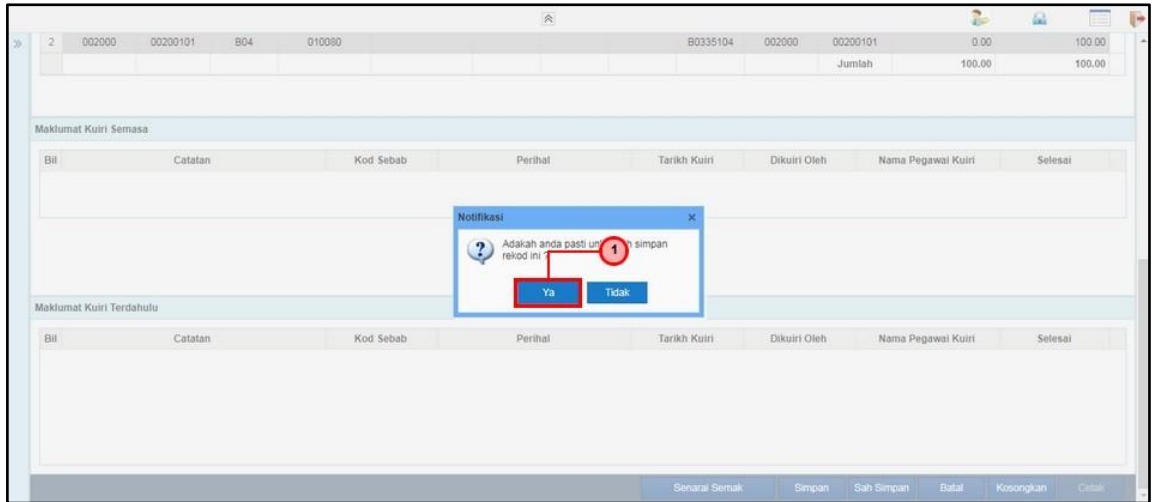 2 002000 00200101 B04 010080 B0335104 002000 00200101 0.00 100.00
Jumlah 100.00 100.00
Maklumat Kuiri Semasa
Bil Catatan Kod Sebab Perihal Tarikh Kuiri Dikuiri Oleh Nama Pegawai Kuiri Selesai
Notifikasi ×
? Adakah anda pasti simpan
rekod ini ?
1
Ya Tidak
Maklumat Kuiri Terdahulu
Bil Catatan Kod Sebab Perihal Tarikh Kuiri Dikuiri Oleh Nama Pegawai Kuiri Selesai
Senarai Semak Simpan Sah Simpan Batal Kosongkan Cetak